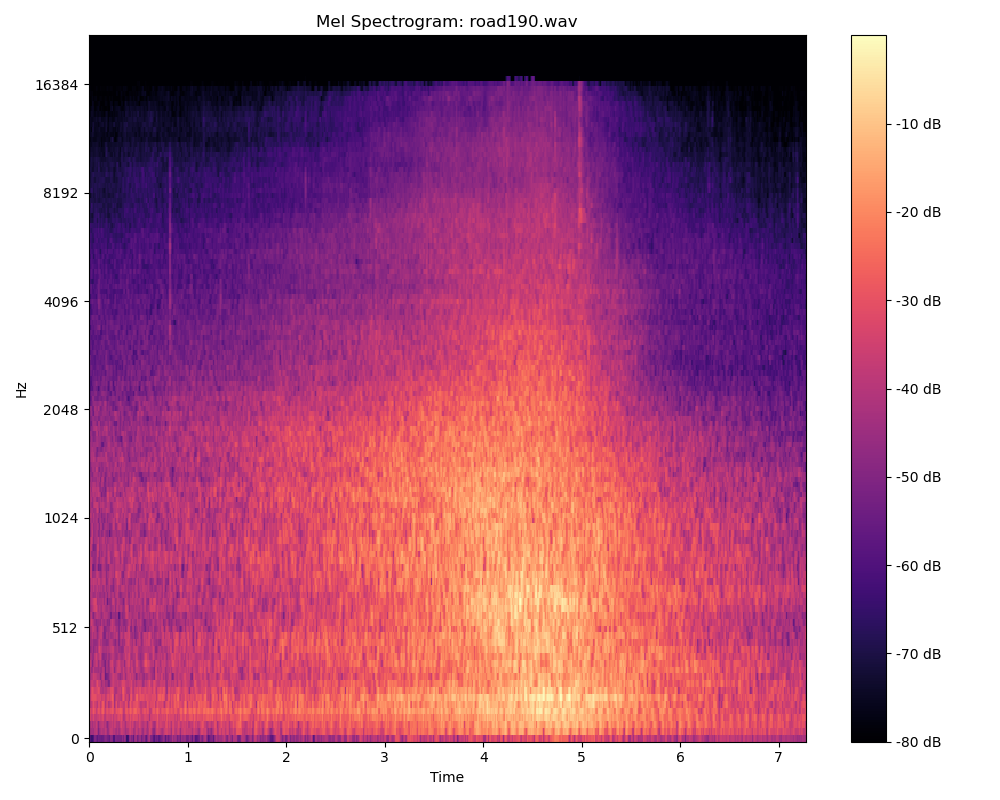 Mel Spectrogram: road190.wav
16384
8192
4096
2048
1024
512
0
Hz
0 1 2 3 4 5 6 7
Time
-10 dB
-20 dB
-30 dB
-40 dB
-50 dB
-60 dB
-70 dB
-80 dB